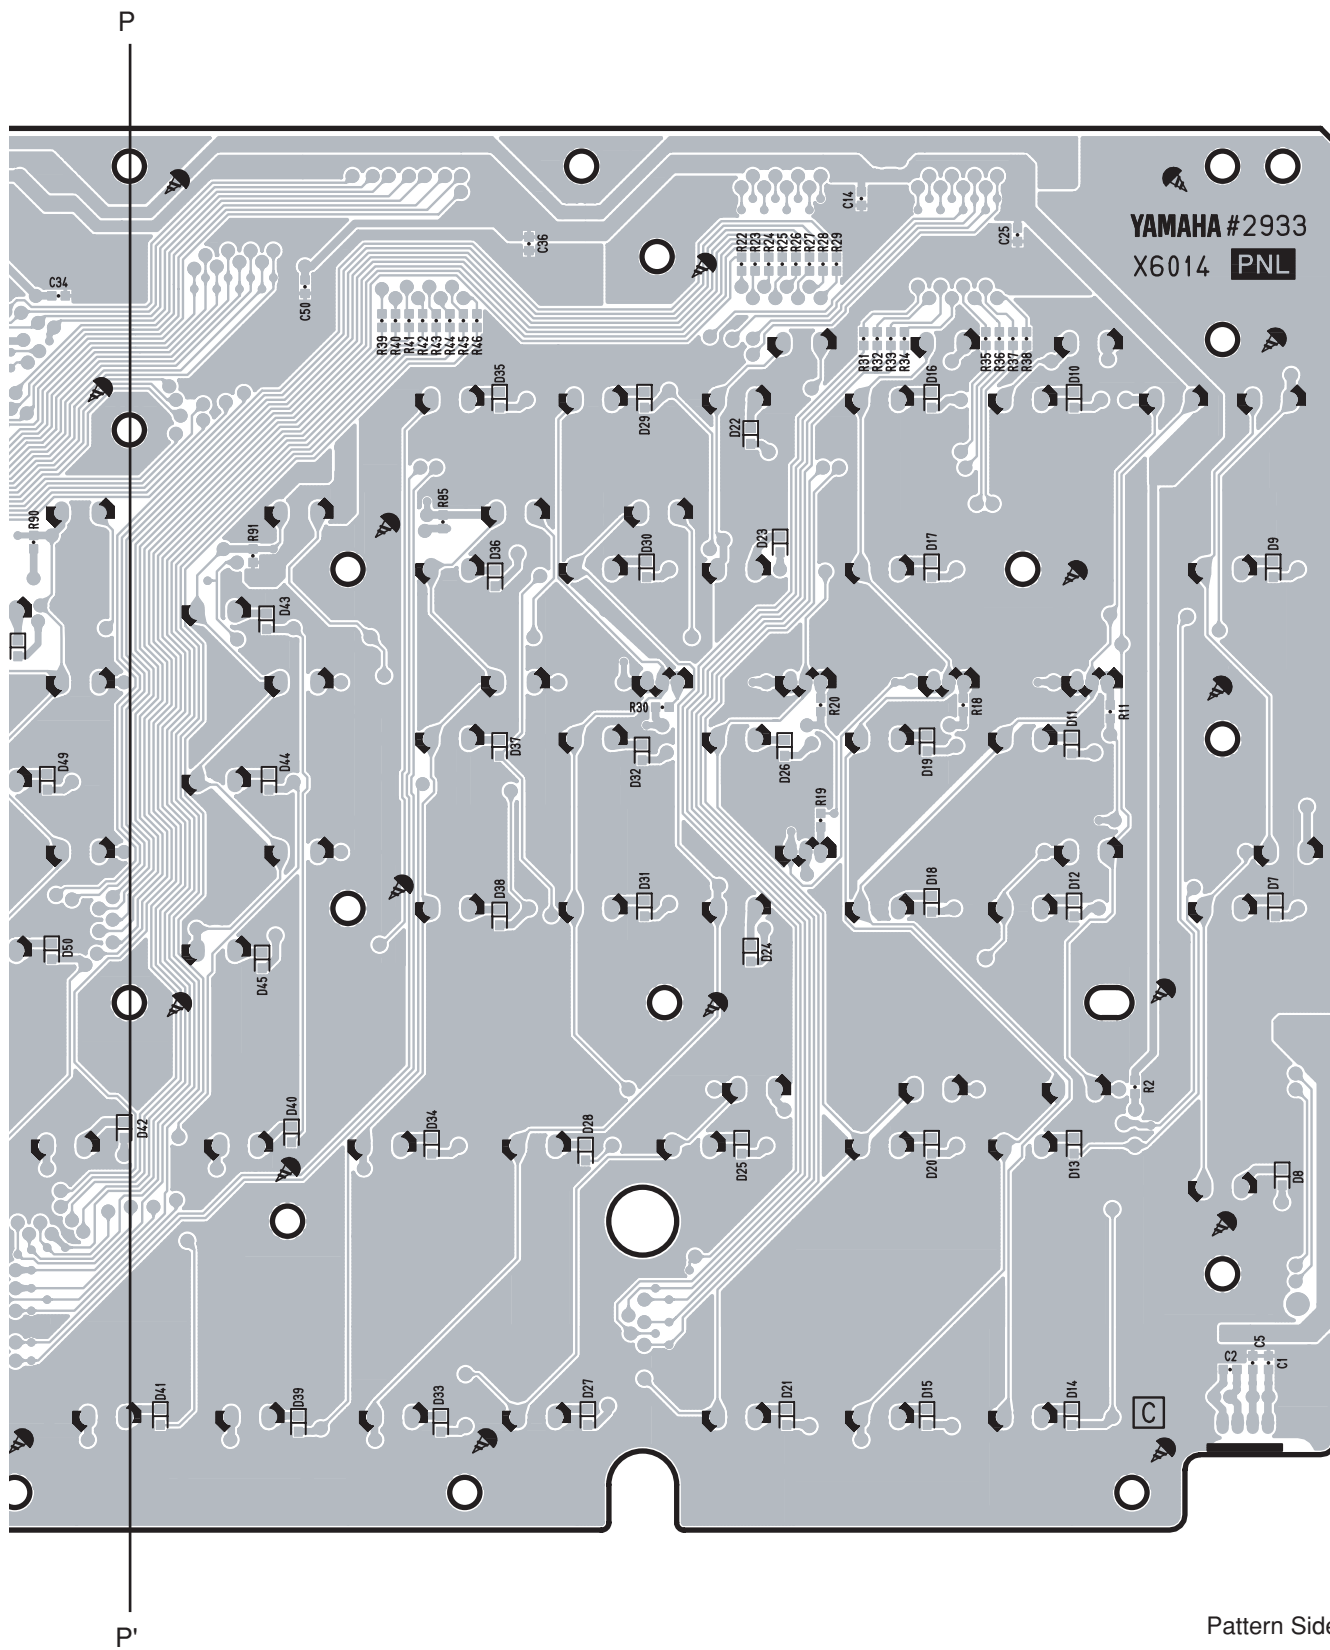 P
C14
C36
C25
YAMAHA #2933
X6014 PNL
R22 R23 R24 R25 R26 R27 R28 R29
C34
C50
R39 R40 R41 R42 R43 R44 R45 R46
R31 R32 R33 R34
R35 R36 R37 R38
D35
D29
D22
D16
D10
R90
R91
R85
D36
D30
D23
D17
D9
D43
R30
R20
R18
D11
R11
D49
D44
D37
D32
D26
D19
R19
D50
D45
D38
D31
D24
D18
D12
D7
D42
D40
D34
D28
D25
D20
D13
R2
D8
C2
C5
C1
D41
D39
D33
D27
D21
D15
D14
C
P'
Pattern Side